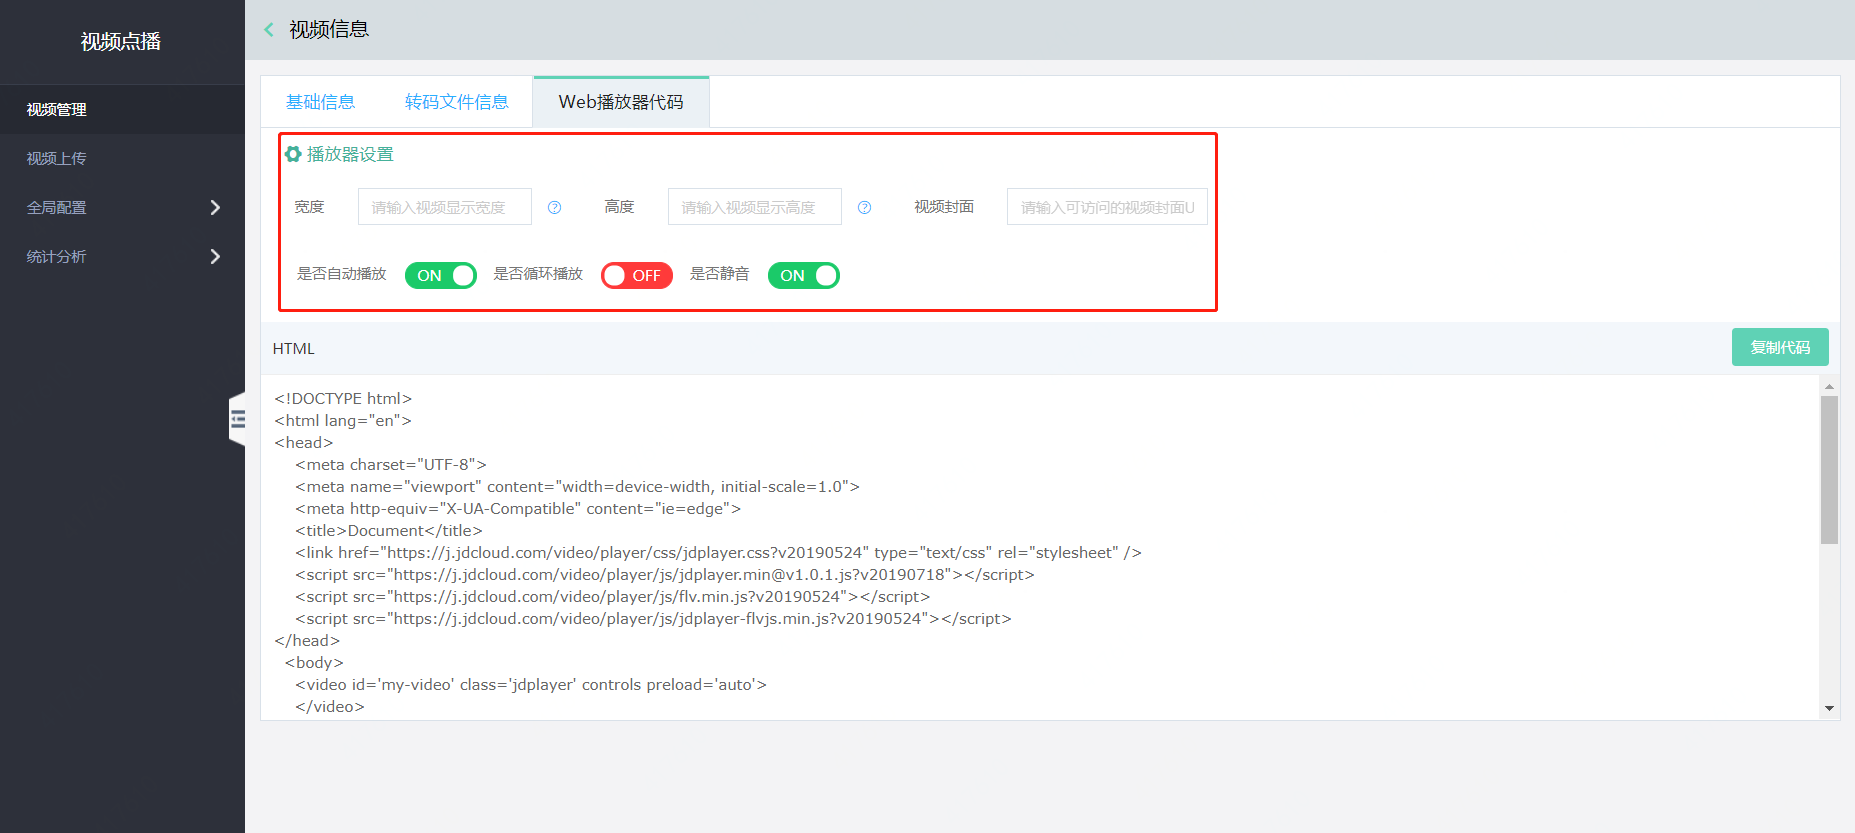 视频点播
视频管理
视频上传
全局配置
统计分析
视频信息
基础信息
转码文件信息
Web播放器代码
播放器设置
宽度 请输入视频显示宽度 高度 请输入视频显示高度 视频封面 请输入可访问的视频封面U
是否自动播放 ON 是否循环播放 OFF 是否静音 ON
HTML
复制代码
<!DOCTYPE html>
<html lang="en">
<head>
<meta charset="UTF-8">
<meta name="viewport" content="width=device-width, initial-scale=1.0">
<meta http-equiv="X-UA-Compatible" content="ie=edge">
<title>Document</title>
<link href="https://j.jdcloud.com/video/player/css/jdplayer.css?v20190524" type="text/css" rel="stylesheet" />
<script src="https://j.jdcloud.com/video/player/js/jdplayer.min@v1.0.1.js?v20190718"></script>
<script src="https://j.jdcloud.com/video/player/js/flv.min.js?v20190524"></script>
<script src="https://j.jdcloud.com/video/player/js/jdplayer-flvjs.min.js?v20190524"></script>
</head>
<body>
<video id='my-video' class='jdplayer' controls preload='auto'>
</video>